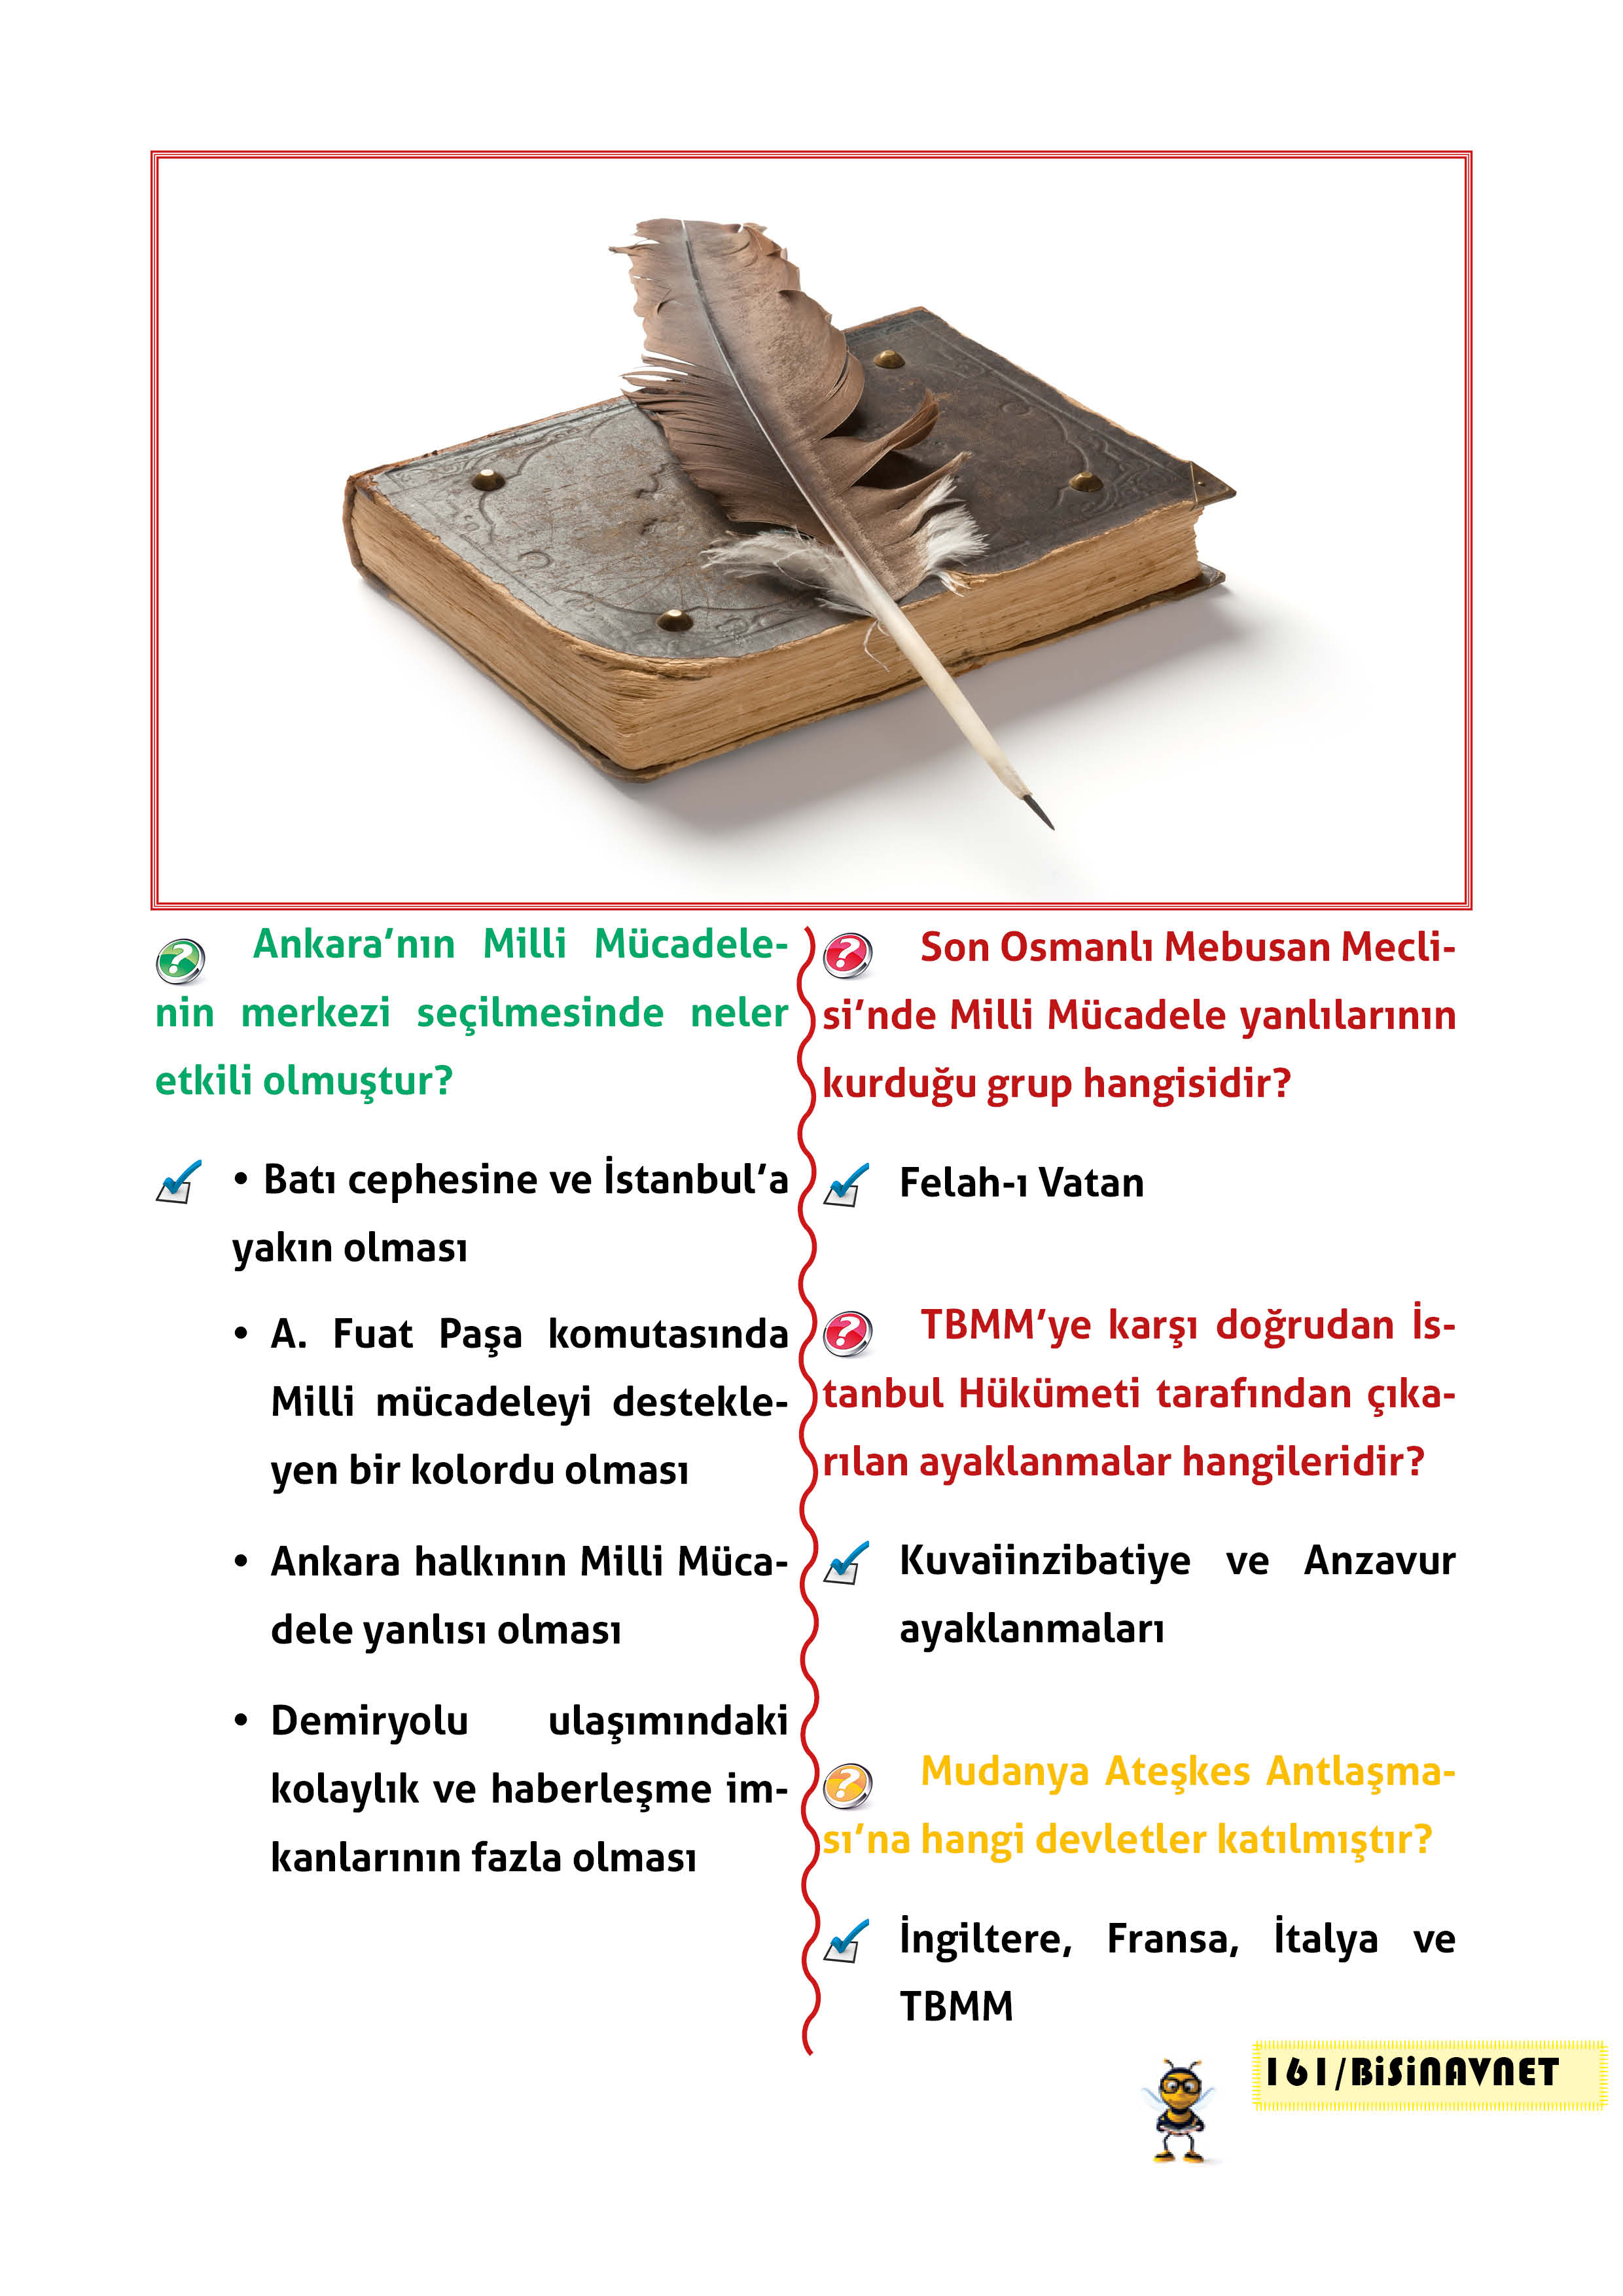 Ankara’nın Milli Mücadele-
nin merkezi seçilmesinde neler
etkili olmuştur?
• Batı cephesine ve İstanbul’a
yakın olması
• A. Fuat Paşa komutasında
Milli mücadeleyi destekle-
yen bir kolordu olması
• Ankara halkının Milli Müca-
dele yanlısı olması
• Demiryolu ulaşımındaki
kolaylık ve haberleşme im-
kanlarının fazla olması
Son Osmanlı Mebusan Mecli-
si’nde Milli Mücadele yanlılarının
kurduğu grup hangisidir?
Felah-ı Vatan
TBMM’ye karşı doğrudan İs-
tanbul Hükümeti tarafından çıka-
rılan ayaklanmalar hangileridir?
Kuvaiinzibatiye ve Anzavur
ayaklanmaları
Mudanya Ateşkes Antlaşma-
sı’na hangi devletler katılmıştır?
İngiltere, Fransa, İtalya ve
TBMM
161/BiSiNAVNET